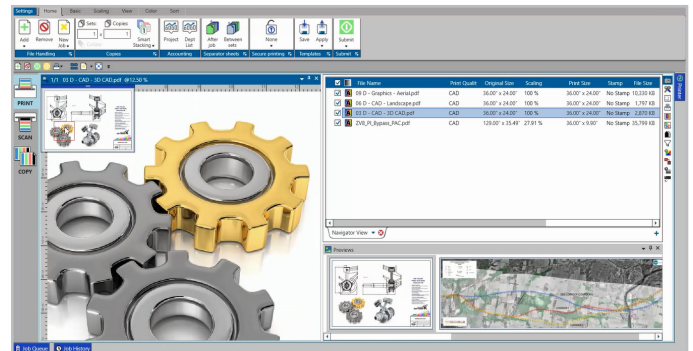 Settings Home Basic Scaling View Color Sort
Sets Copies
1 x 1
Add Remove New Job Collate Smart Stacking Project Dept List After job Between sets None Save Apply Submit
File Handling Copies Accounting Separator sheets Secure printing Templates Submit
1/1 03 D - CAD - 3D CAD.pdf @12,50 %
PRINT
SCAN
COPY
File Name Print Qualit Original Size Scaling Print Size Stamp File Size
09 D - Graphics - Aerial.pdf CAD 36.00" x 24.00" 100 % 36.00" x 24.00" No Stamp 10,330 KB
06 D - CAD - Landscape.pdf CAD 36.00" x 24.00" 100 % 36.00" x 24.00" No Stamp 1,797 KB
03 D - CAD - 3D CAD.pdf CAD 36.00" x 24.00" 100 % 36.00" x 24.00" No Stamp 2,870 KB
ZV8_PI_Bypass_PAC.pdf CAD 129.00" x 35.49" 27.91 % 36.00" x 9.90" No Stamp 35,799 KB
Pointer
Navigator View
Previews
Job Queue Job History